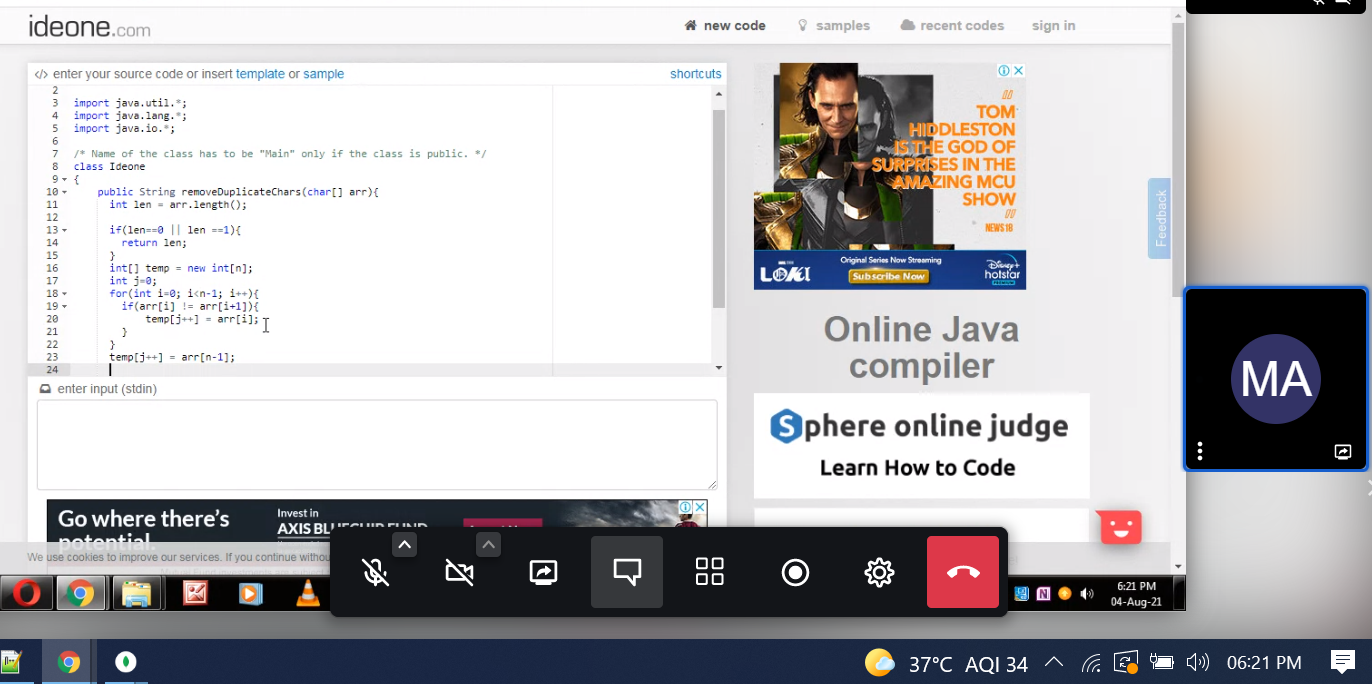 ideone.com
new code
samples
recent codes
sign in
</> enter your source code or insert template or sample
shortcuts
2
3 import java.util.*;
4 import java.lang.*;
5 import java.io.*;
6
7 /* Name of the class has to be "Main" only if the class is public. */
8 class Ideone
9 {
10 public String removeDuplicateChars(char[] arr){
11 int len = arr.length();
12
13 if(len==0 || len ==1){
14 return len;
15 }
16 int[] temp = new int[n];
17 int j=0;
18 for(int i=0; i<n-1; i++){
19 if(arr[i] != arr[i+1]){
20 temp[j++] = arr[i];
21 }
22 }
23 temp[j++] = arr[n-1];
24
enter input (stdin)
TOM
HIDDLESTON
IS THE GOD OF
SURPRISES IN THE
AMAZING MCU
SHOW
NEWS18
LOKI
Original Series Now Streaming
Subscribe Now
Disney+
hotstar
PREMIUM
Feedback
Online Java
compiler
Sphere online judge
Learn How to Code
MA
Go where there's
potential.
Invest in
AXIS BLUECHIP FUND
We use cookies to improve our services. If you continue withou
6:21 PM
04-Aug-21
37°C AQI 34
06:21 PM